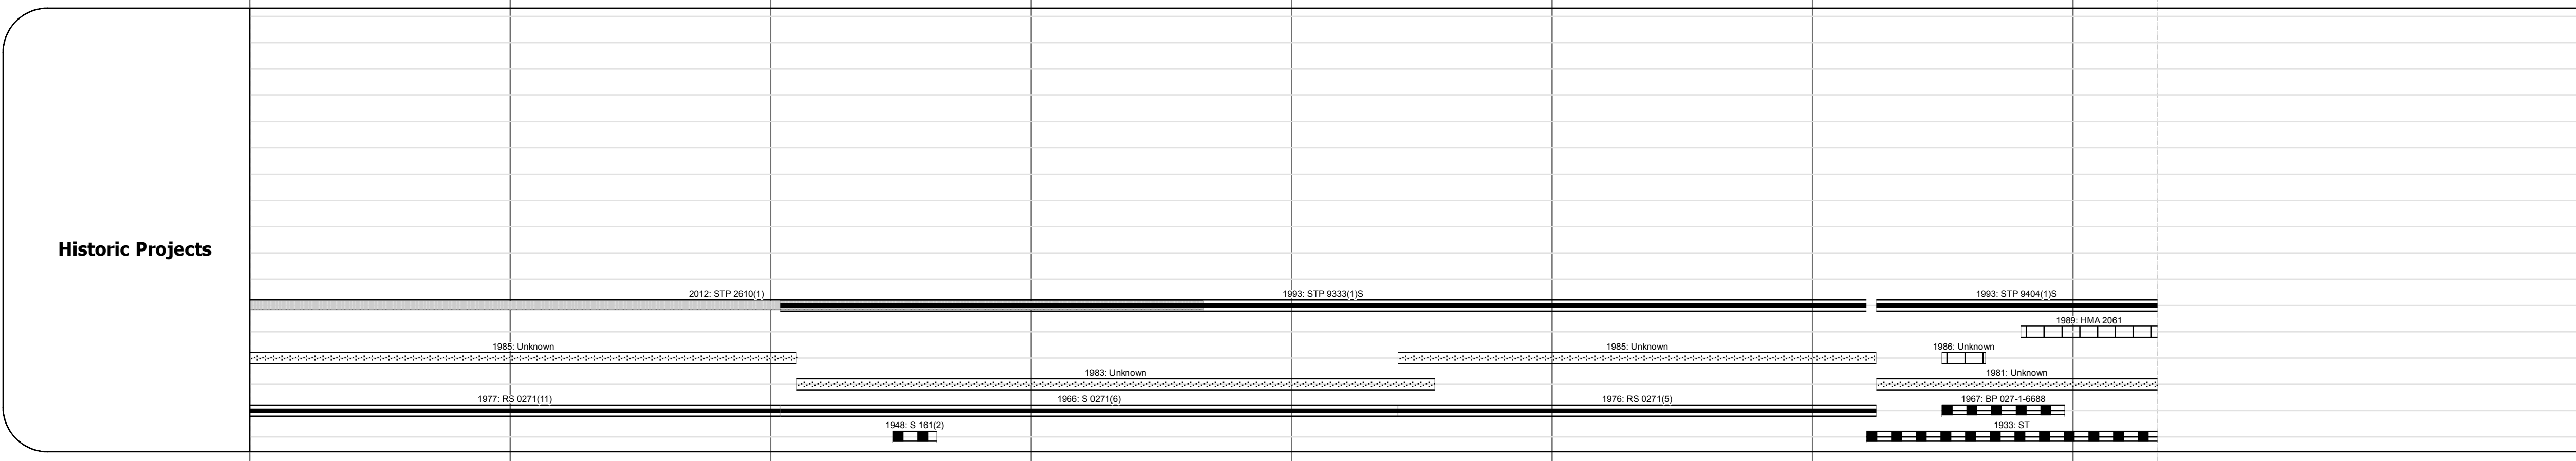 Historic Projects
2012: STP 2610(1)
1993: STP 9333(1)S
1993: STP 9404(1)S
1989: HMA 2061
1985: Unknown
1985: Unknown
1986: Unknown
1983: Unknown
1981: Unknown
1977: RS 0271(11)
1966: S 0271(6)
1976: RS 0271(5)
1967: BP 027-1-6688
1948: S 161(2)
1933: ST